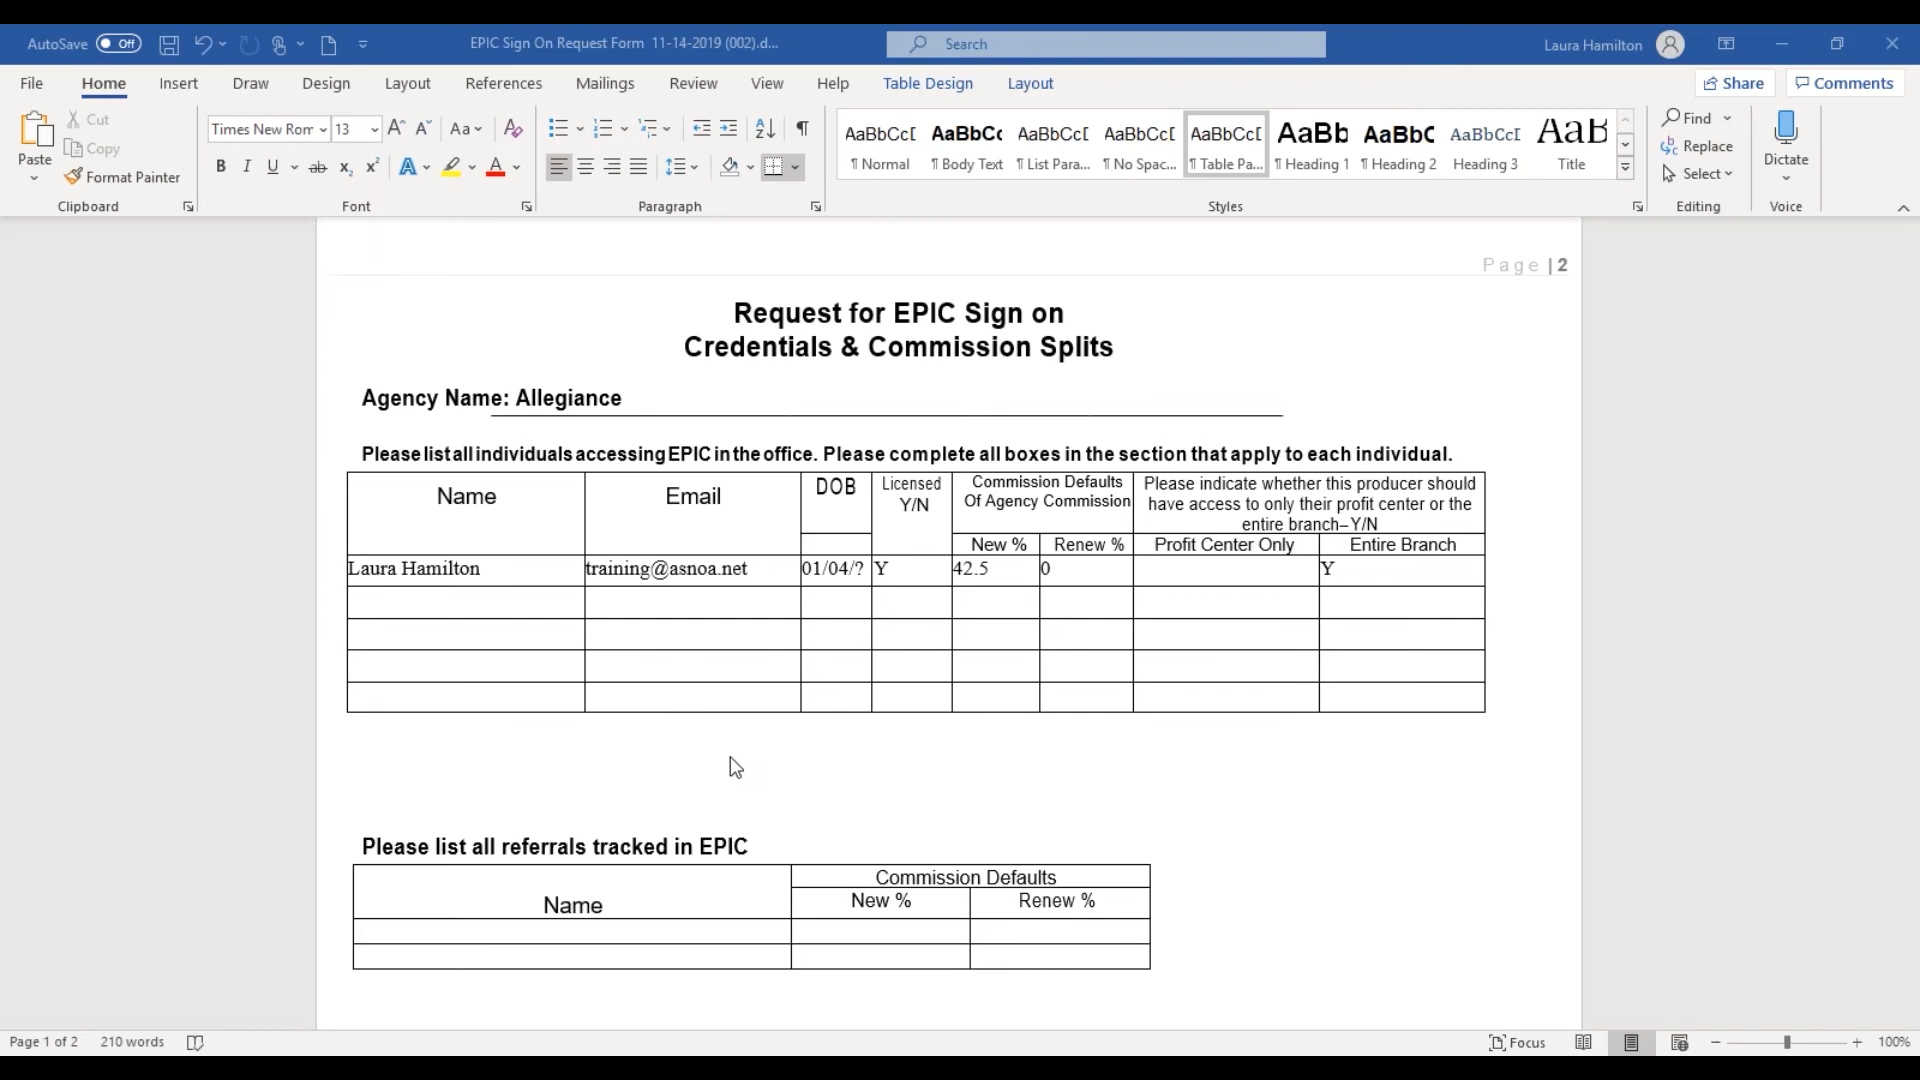 AutoSave Off EPIC Sign On Request Form 11-14-2019 (002).d... Search Laura Hamilton
File Home Insert Draw Design Layout References Mailings Review View Help Table Design Layout Share Comments
Paste Cut Copy Format Painter
Times New Ror 13
AaBbCcI AaBbCc AaBbCcI AaBbCcI AaBbCcI AaBb AaBbC AaBbCcI AaB
¶ Normal ¶ Body Text ¶ List Para... ¶ No Spac... ¶ Table Pa... ¶ Heading 1 ¶ Heading 2 Heading 3 Title
Find Replace Select
Dictate
Clipboard Font Paragraph Styles Editing Voice
Page | 2
Request for EPIC Sign on
Credentials & Commission Splits
Agency Name: Allegiance
Please list all individuals accessing EPIC in the office. Please complete all boxes in the section that apply to each individual.
Name Email DOB Licensed Y/N Commission Defaults Of Agency Commission Please indicate whether this producer should have access to only their profit center or the entire branch–Y/N
New % Renew % Profit Center Only Entire Branch
Laura Hamilton training@asnoa.net 01/04/? Y 42.5 0 Y
Please list all referrals tracked in EPIC
Name Commission Defaults
New % Renew %
Page 1 of 2 210 words Focus 100%